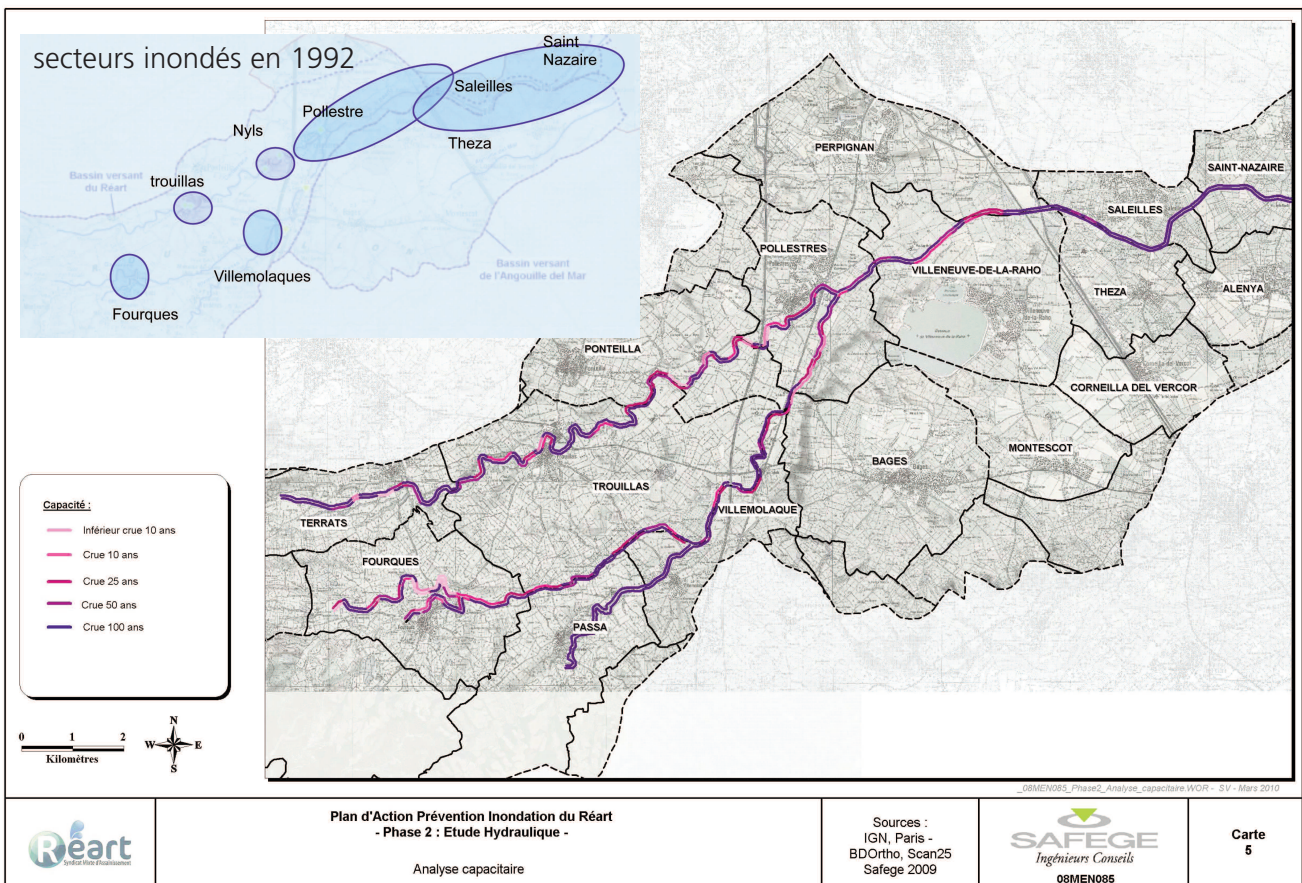 secteurs inondés en 1992
Saint
Nazaire
Saleilles
Pollestre
Theza
Nyls
trouillas
Villemolaques
Fourques
Bassin versant
du Réart
Bassin versant
de l'Angouille del Mar
PERPIGNAN
SAINT-NAZAIRE
SALEILLES
POLLESTRES
VILLENEUVE-DE-LA-RAHO
THEZA
ALENYA
PONTEILLA
CORNEILLA DEL VERCOR
BAGES
MONTESCOT
TROUILLAS
VILLEMOLAQUE
TERRATS
FOURQUES
PASSA
Capacité :
Inférieur crue 10 ans
Crue 10 ans
Crue 25 ans
Crue 50 ans
Crue 100 ans
0 1 2
Kilomètres
N
W E
S
_08MEN085_Phase2_Analyse_capacitaire.WOR - SV - Mars 2010
Réart
Syndicat Mixte d'Assainissement
Plan d'Action Prévention Inondation du Réart
- Phase 2 : Etude Hydraulique -
Analyse capacitaire
Sources :
IGN, Paris -
BDOrtho, Scan25
Safege 2009
SAFEGE
Ingénieurs Conseils
08MEN085
Carte
5